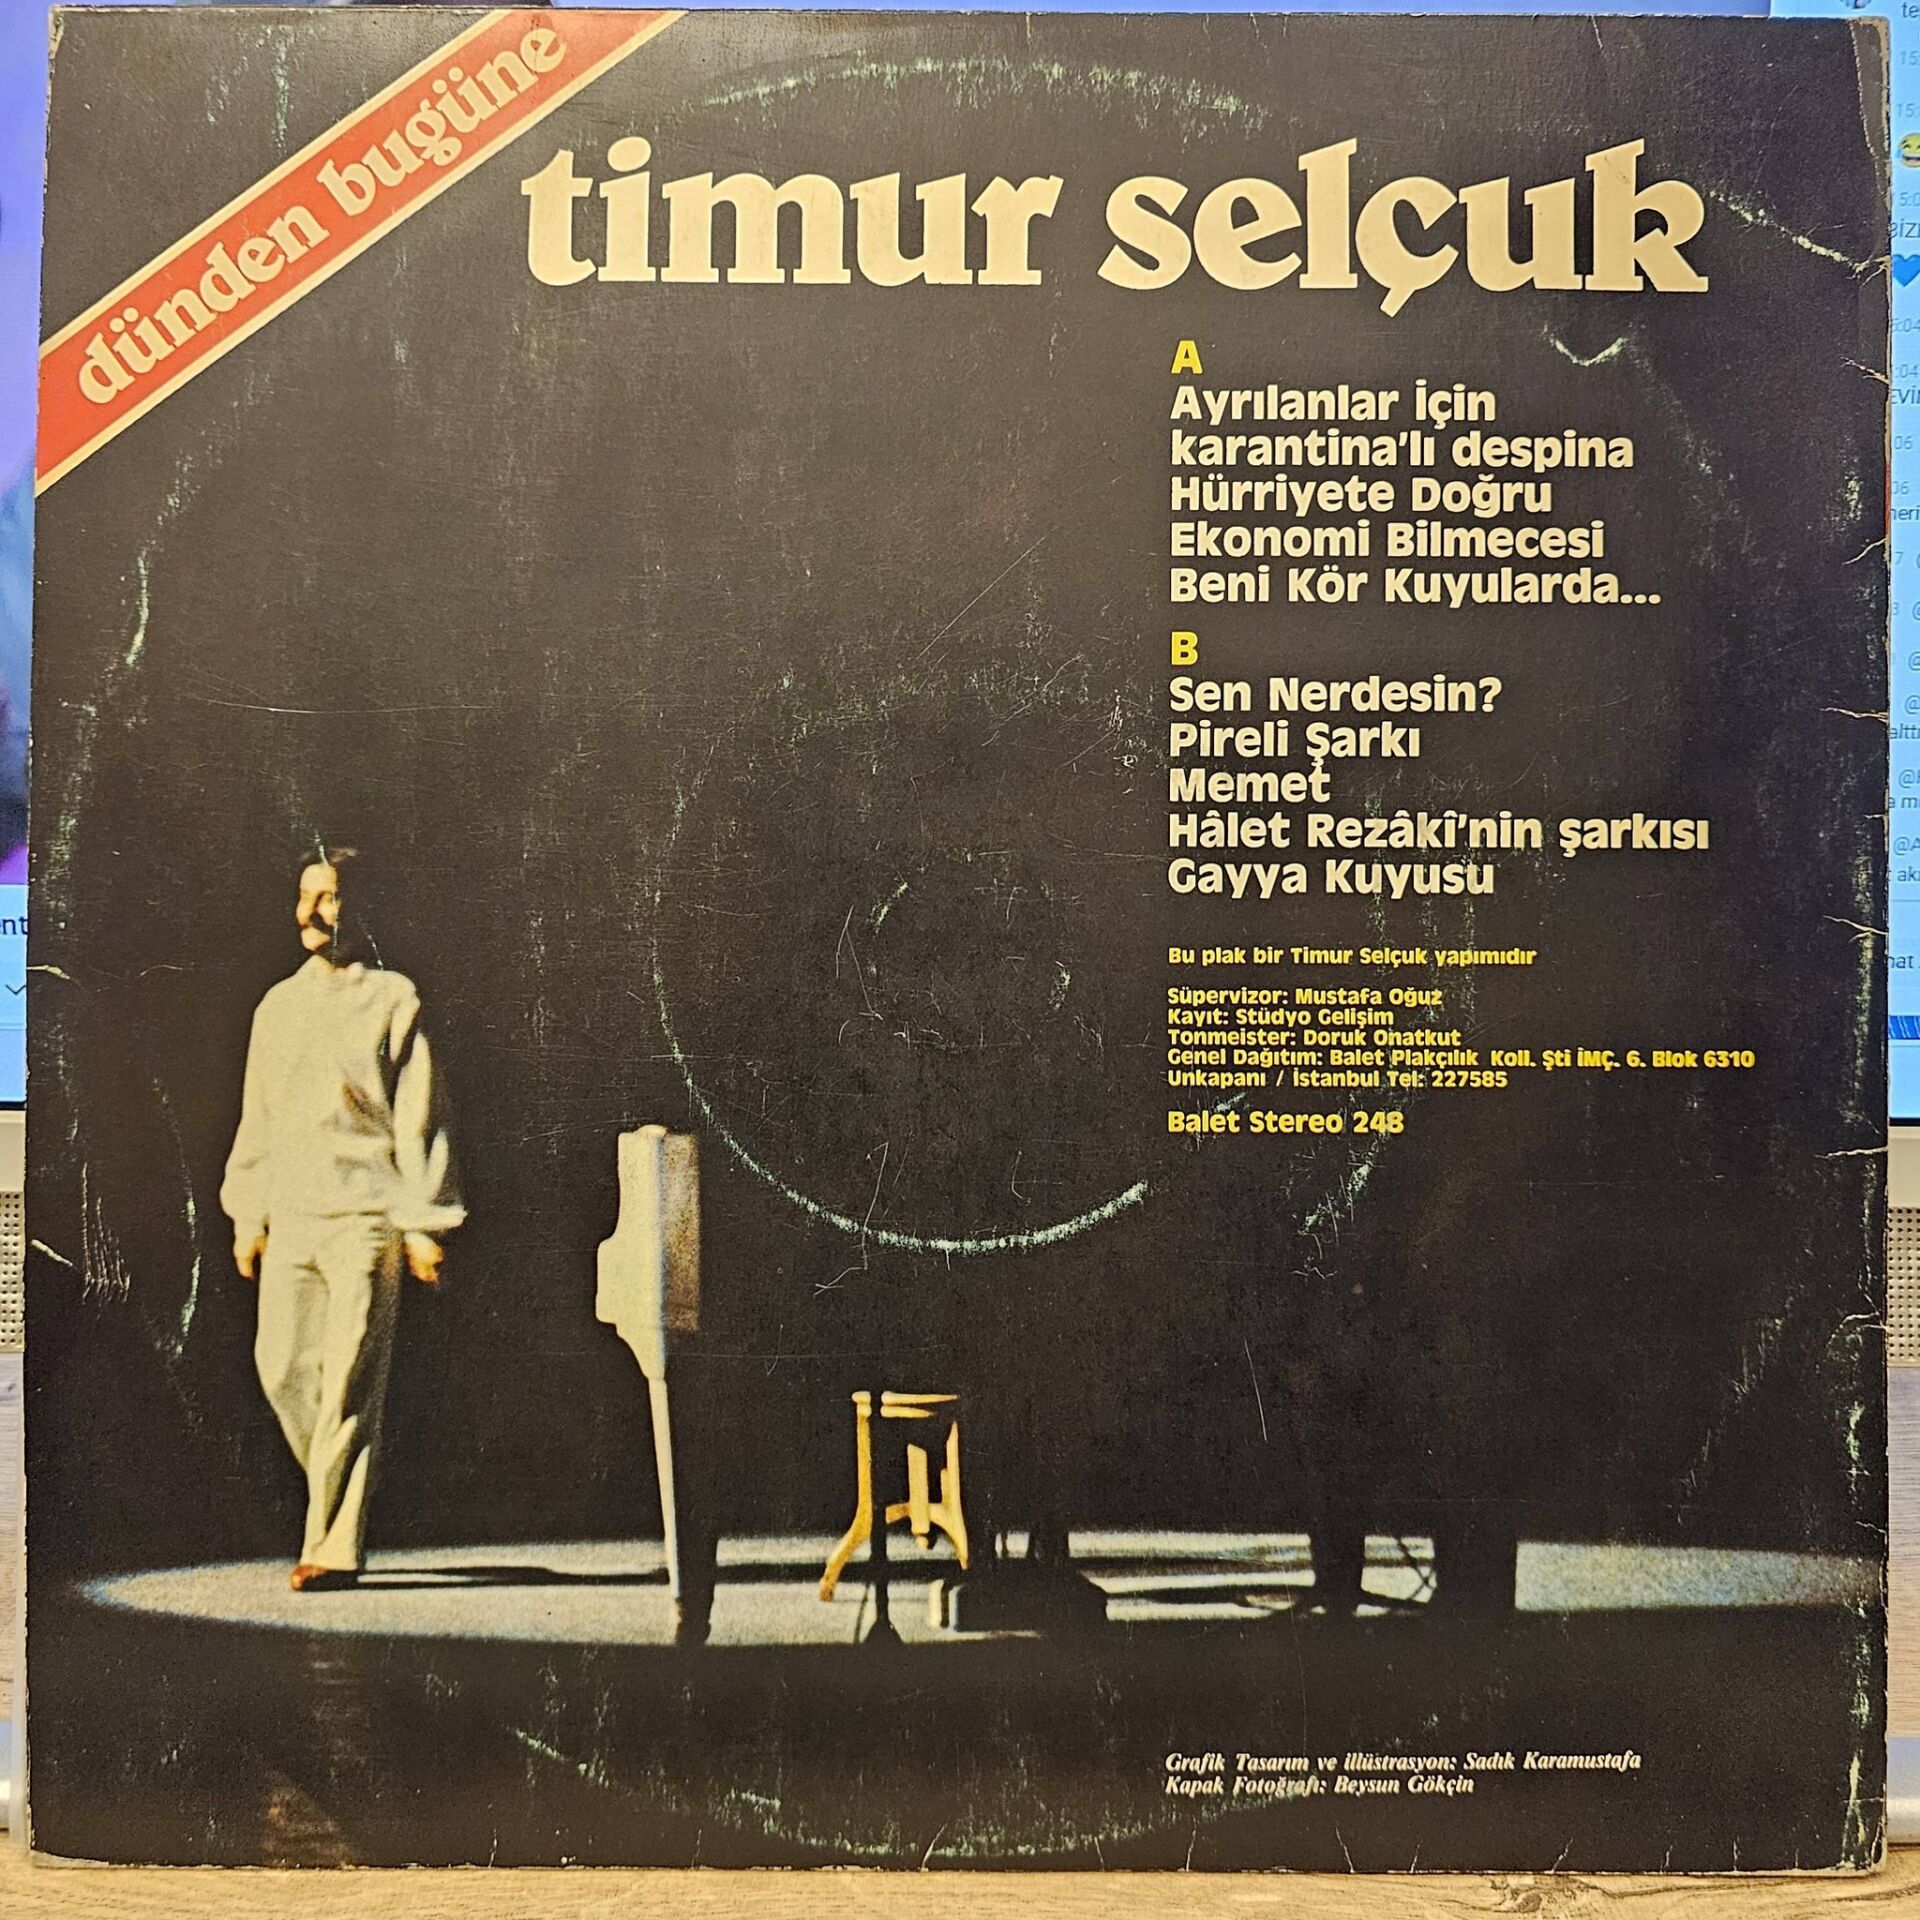 dünden bugüne
timur selçuk
A
Ayrılanlar İçin
karantina'lı despina
Hürriyete Doğru
Ekonomi Bilmecesi
Beni Kör Kuyularda...
B
Sen Nerdesin?
Pireli Şarkı
Memet
Hâlet Rezâkî'nin şarkısı
Gayya Kuyusu
Bu plak bir Timur Selçuk yapımıdır
Süpervizor: Mustafa Oğuz
Kayıt: Stüdyo Gelişim
Tonmeister: Doruk Onatkut
Genel Dağıtım: Balet Plakçılık Koll. Şti İMÇ. 6. Blok 6310
Unkapanı / İstanbul Tel: 227585
Balet Stereo 248
Grafik Tasarım ve illüstrasyon: Sadık Karamustafa
Kapak Fotoğrafı: Beysun Gökçin